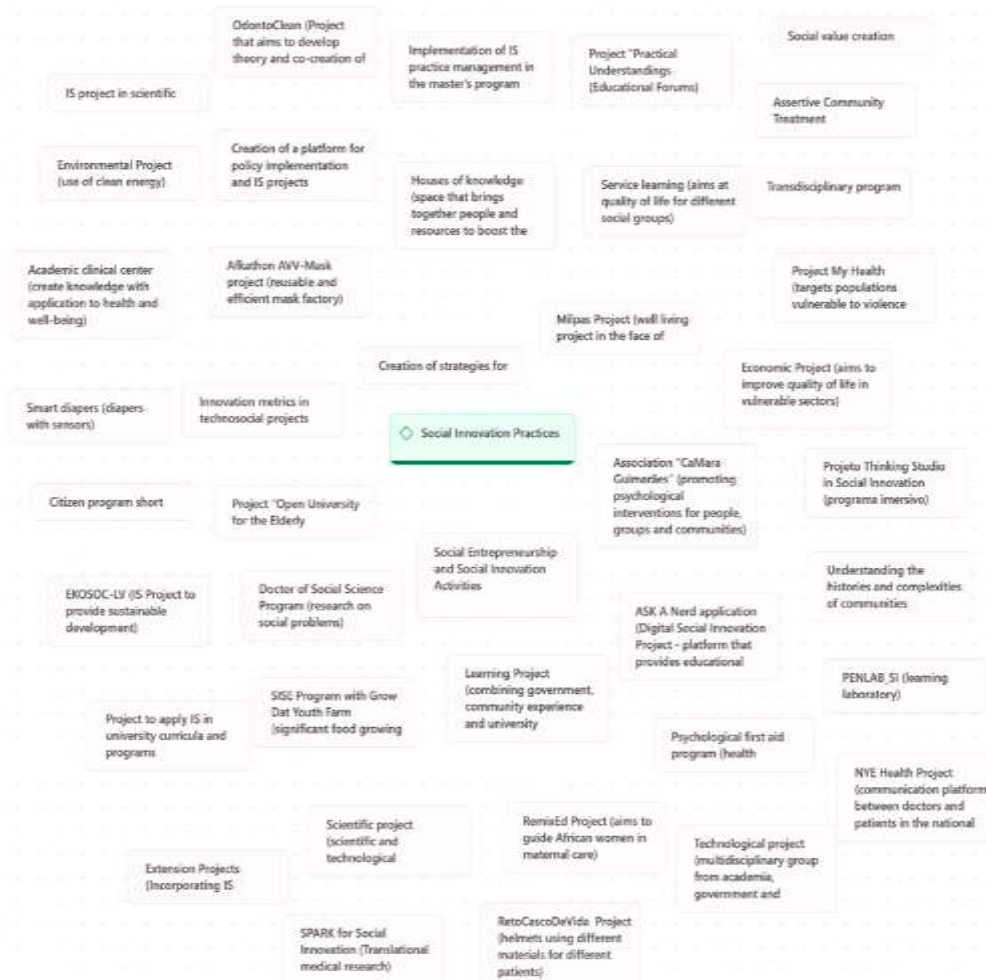 OdontoClean (Project
that aims to develop
theory and co-creation of
Implementation of IS
practice management in
the master's program
Project "Practical
Understandings
(Educational Forums)
Social value creation
IS project in scientific
Assertive Community
Treatment
Environmental Project
(use of clean energy)
Creation of a platform for
policy implementation
and IS projects
Houses of knowledge
(space that brings
together people and
resources to boost the
Service learning (aims at
quality of life for different
social groups)
Transdisciplinary program
Academic clinical center
(create knowledge with
application to health and
well-being)
Aikathon AVV-Mask
project (reusable and
efficient mask factory)
Project My Health
(targets populations
vulnerable to violence
Milpas Project (well living
project in the face of
Creation of strategies for
Economic Project (aims to
improve quality of life in
vulnerable sectors)
Smart diapers (diapers
with sensors)
Innovation metrics in
technosocial projects
Social Innovation Practices
Association "CaMara
Guimarães" (promoting
psychological
interventions for people,
groups and communities)
Projeto Thinking Studio
in Social Innovation
(programa imersivo)
Citizen program short
Project "Open University
for the Elderly
Social Entrepreneurship
and Social Innovation
Activities
Understanding the
histories and complexities
of communities
EKOSOC-LV (IS Project to
provide sustainable
development)
Doctor of Social Science
Program (research on
social problems)
ASK A Nerd application
(Digital Social Innovation
Project - platform that
provides educational
Learning Project
(combining government,
community experience
and university
PENLAB_SI (learning
laboratory)
Project to apply IS in
university curricula and
programs
SISE Program with Grow
Dat Youth Farm
(significant food growing
Psychological first aid
program (health
NYE Health Project
(communication platform
between doctors and
patients in the national
Scientific project
(scientific and
technological
RemixEd Project (aims to
guide African women in
maternal care)
Technological project
(multidisciplinary group
from academia,
government and
Extension Projects
(Incorporating IS
SPARK for Social
Innovation (Translational
medical research)
RetoCascoDeVida Project
(helmets using different
materials for different
patients)